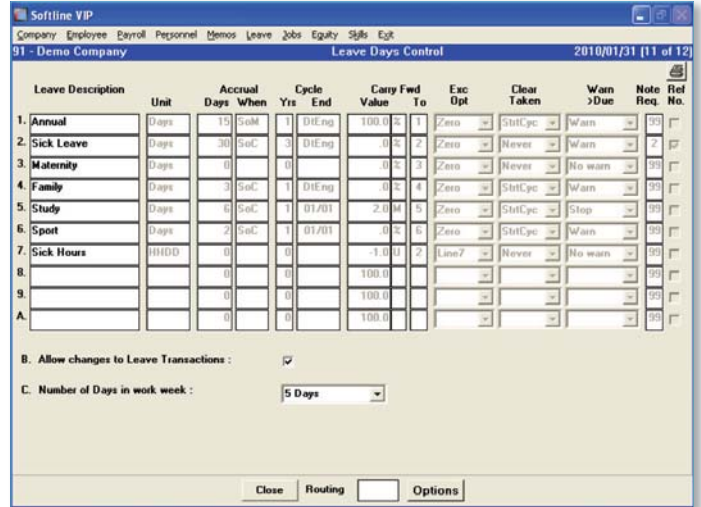 Softline VIP
Company Employee Payroll Personnel Memos Leave Jobs Equity Skills Exit
91 - Demo Company Leave Days Control 2010/01/31 (11 of 12)
Leave Description Accrual Cycle Carry Fwd Exc Clear Warn Note Ref
Unit Days When Yrs End Value To Opt Taken >Due Req. No.
1. Annual Days 15 SoM 1 DtEng 100.0 % 1 Zero StrtCyc Warn 99
2. Sick Leave Days 30 SoC 3 DtEng .0 % 2 Zero Never Warn 2
3. Maternity Days 0 0 .0 % 3 Zero Never No warn 99
4. Family Days 3 SoC 1 DtEng .0 % 4 Zero StrtCyc Warn 99
5. Study Days 6 SoC 1 01/01 2.0 M 5 Zero StrtCyc Stop 99
6. Sport Days 2 SoC 1 01/01 .0 % 6 Zero StrtCyc Warn 99
7. Sick Hours HHDD 0 0 -1.0 U 2 Line7 Never No warn 99
8. 0 0 100.0 99
9. 0 0 100.0 99
A. 0 0 100.0 99
B. Allow changes to Leave Transactions :
C. Number of Days in work week : 5 Days
Close Routing Options